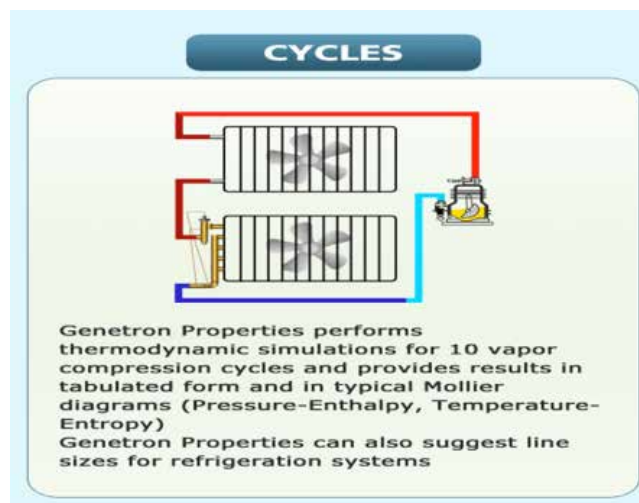 CYCLES
Genetron Properties performs
thermodynamic simulations for 10 vapor
compression cycles and provides results in
tabulated form and in typical Mollier
diagrams (Pressure-Enthalpy, Temperature-
Entropy)
Genetron Properties can also suggest line
sizes for refrigeration systems